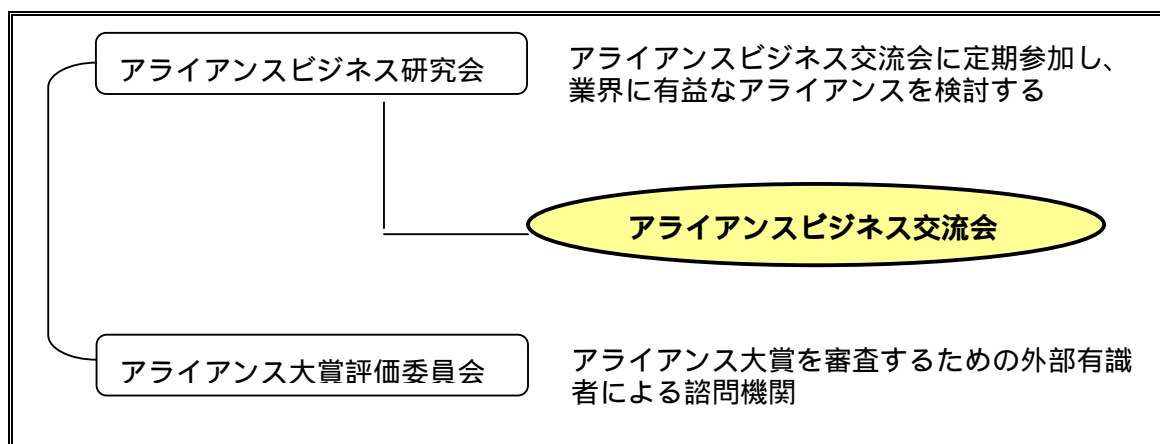 アライアンスビジネス研究会
アライアンスビジネス交流会に定期参加し、
業界に有益なアライアンスを検討する
アライアンスビジネス交流会
アライアンス大賞評価委員会
アライアンス大賞を審査するための外部有識
者による諮問機関